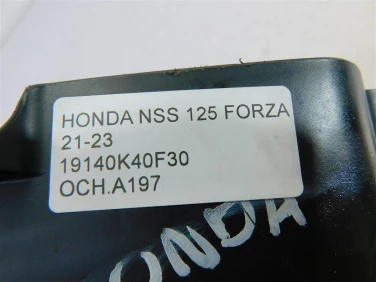 HONDA NSS 125 FORZA
21-23
19140K40F30
OCH.A197
ONDA